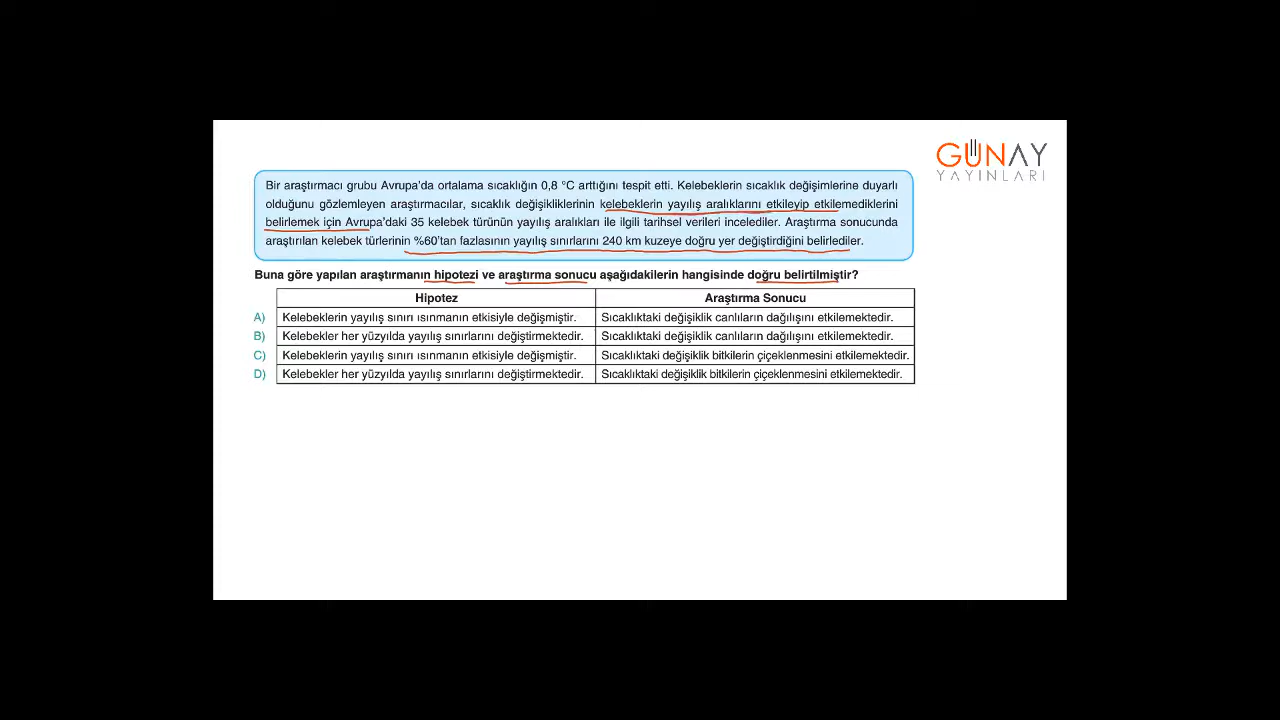 GÜNAY
YAYINLARI
Bir araştırmacı grubu Avrupa'da ortalama sıcaklığın 0,8 °C arttığını tespit etti. Kelebeklerin sıcaklık değişimlerine duyarlı
olduğunu gözlemleyen araştırmacılar, sıcaklık değişikliklerinin kelebeklerin yayılış aralıklarını etkileyip etkilemediklerini
belirlemek için Avrupa'daki 35 kelebek türünün yayılış aralıkları ile ilgili tarihsel verileri incelediler. Araştırma sonucunda
araştırılan kelebek türlerinin %60'tan fazlasının yayılış sınırlarını 240 km kuzeye doğru yer değiştirdiğini belirlediler.
Buna göre yapılan araştırmanın hipotezi ve araştırma sonucu aşağıdakilerin hangisinde doğru belirtilmiştir?
Hipotez Araştırma Sonucu
A) Kelebeklerin yayılış sınırı ısınmanın etkisiyle değişmiştir. Sıcaklıktaki değişiklik canlıların dağılışını etkilemektedir.
B) Kelebekler her yüzyılda yayılış sınırlarını değiştirmektedir. Sıcaklıktaki değişiklik canlıların dağılışını etkilemektedir.
C) Kelebeklerin yayılış sınırı ısınmanın etkisiyle değişmiştir. Sıcaklıktaki değişiklik bitkilerin çiçeklenmesini etkilemektedir.
D) Kelebekler her yüzyılda yayılış sınırlarını değiştirmektedir. Sıcaklıktaki değişiklik bitkilerin çiçeklenmesini etkilemektedir.